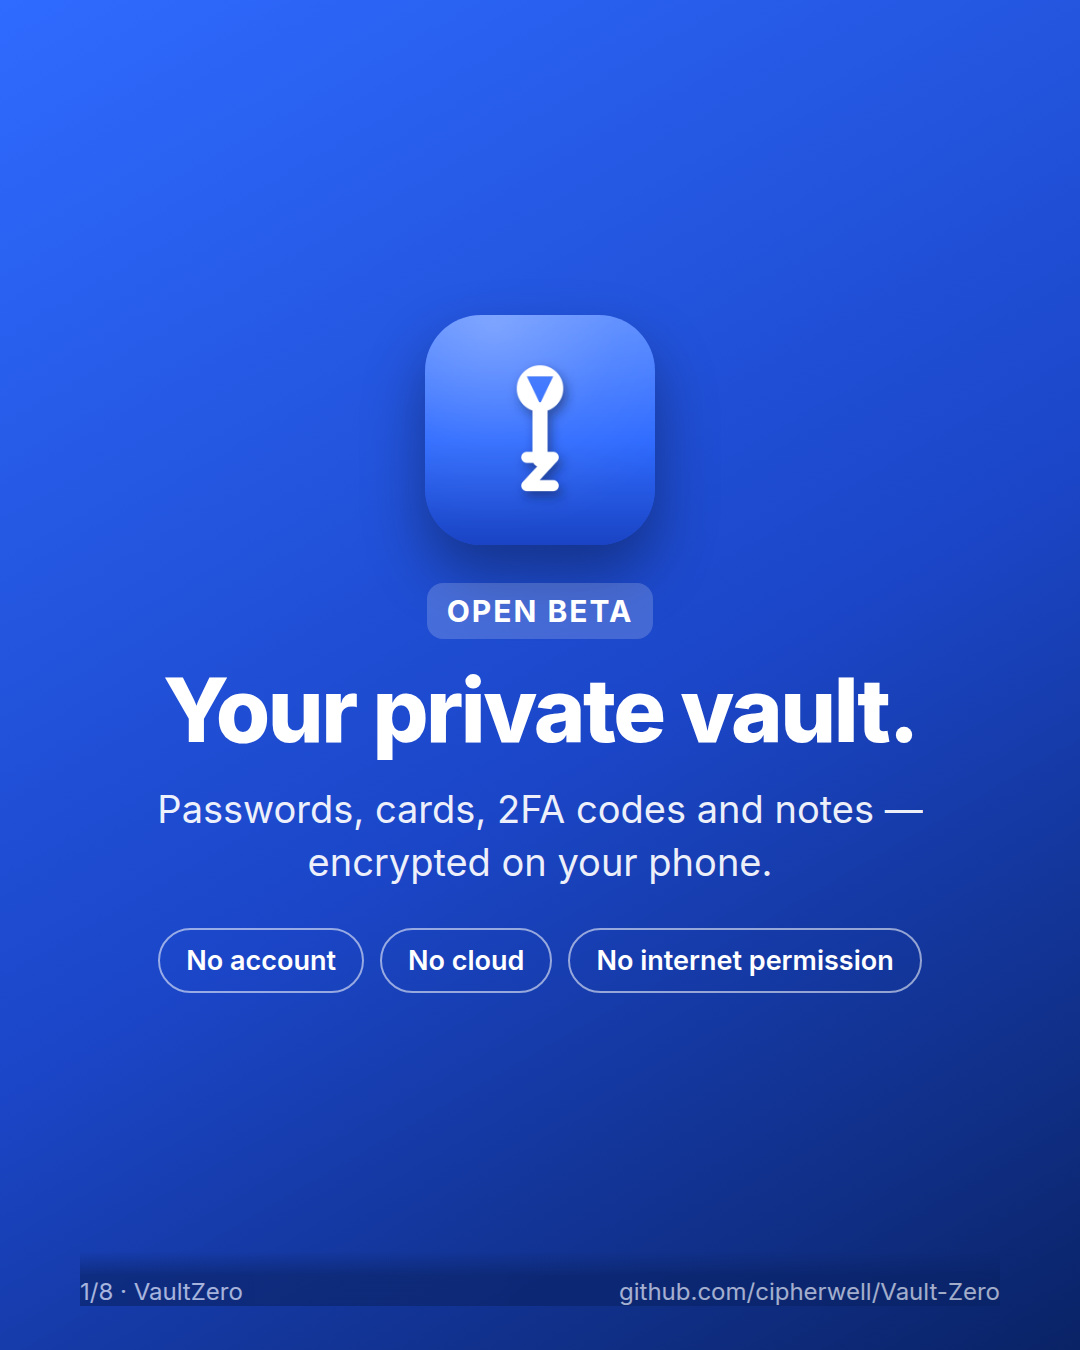 OPEN BETA
Your private vault.
Passwords, cards, 2FA codes and notes —
encrypted on your phone.
No account
No cloud
No internet permission
1/8 · VaultZero
github.com/cipherwell/Vault-Zero